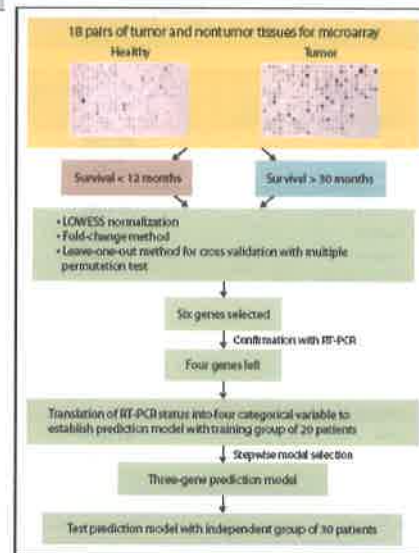 18 pairs of tumor and nontumor tissues for microarray
Healthy
Tumor
Survival < 12 months
Survival > 30 months
• LOWESS normalization
• Fold-change method
• Leave-one-out method for cross validation with multiple
permutation test
Six genes selected
Confirmation with RT-PCR
Four genes left
Translation of RT-PCR status into four categorical variable to
establish prediction model with training group of 20 patients
Stepwise model selection
Three-gene prediction model
Test prediction model with independent group of 30 patients